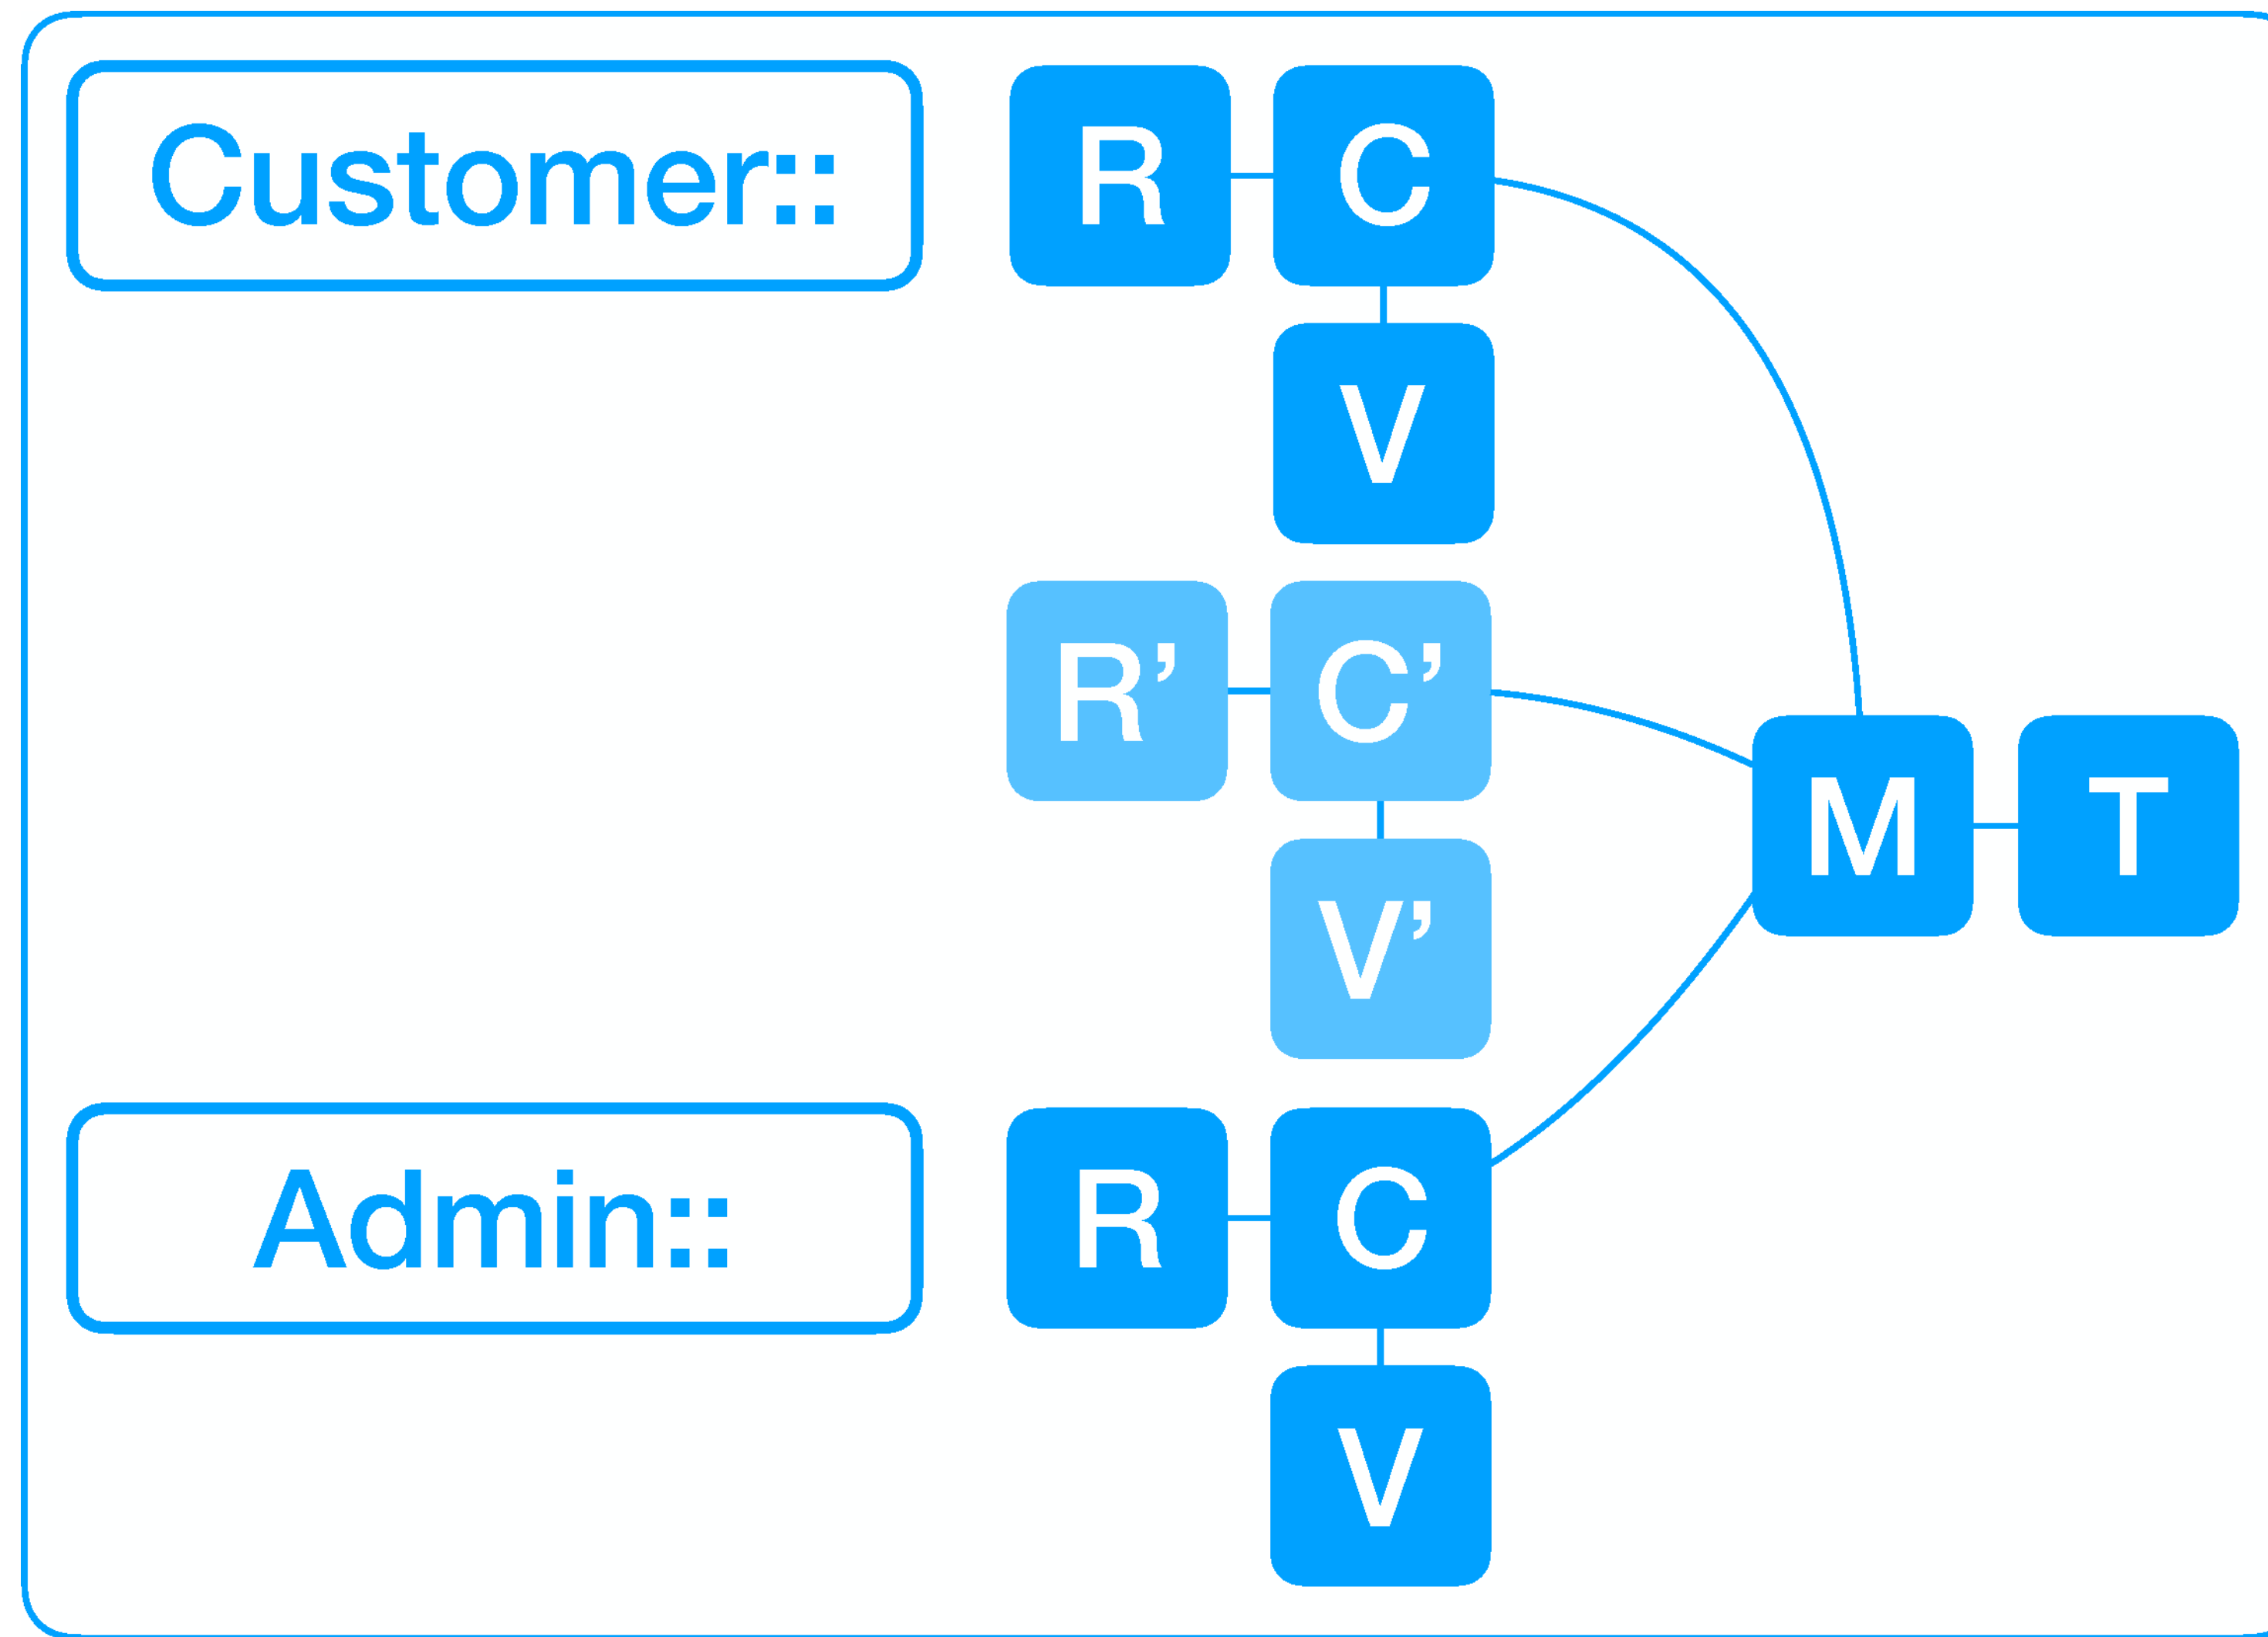 Customer:: R C
V
R’ C’
M T
V’
Admin:: R C
V